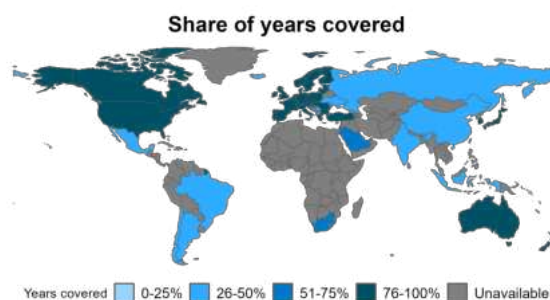 Share of years covered
Years covered 0-25% 26-50% 51-75% 76-100% Unavailable